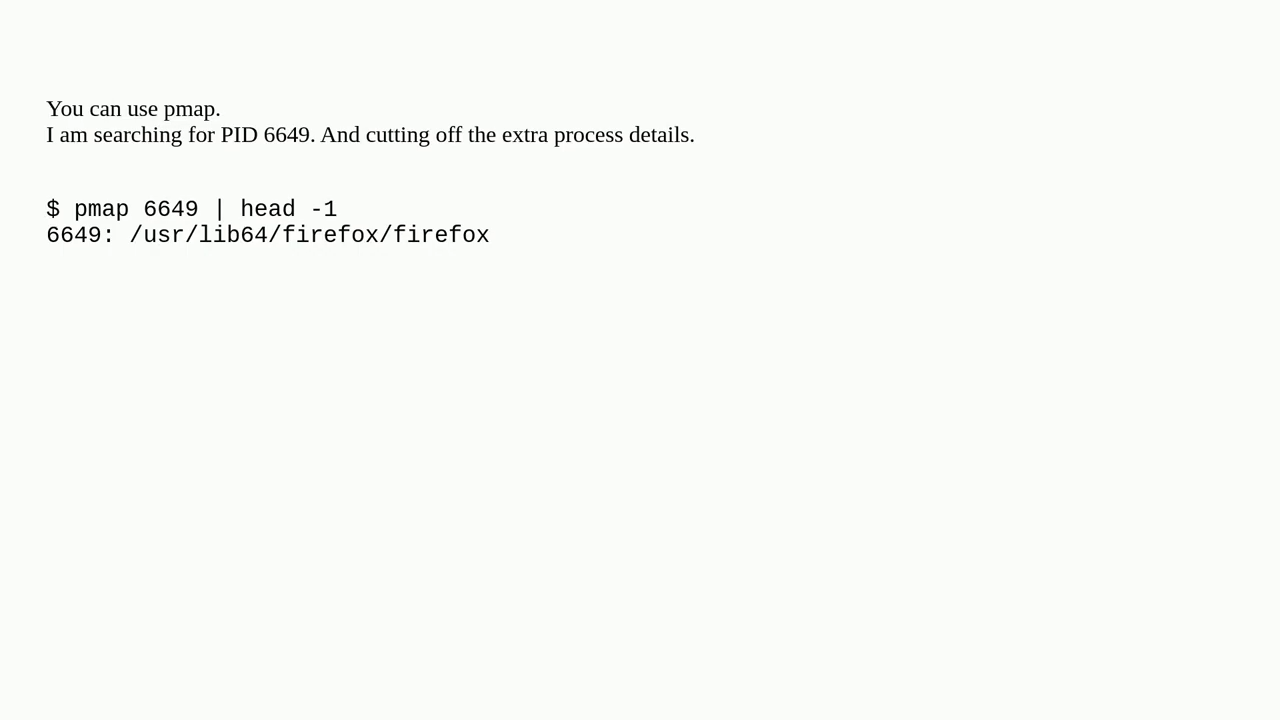 You can use pmap.
I am searching for PID 6649. And cutting off the extra process details.
$ pmap 6649 | head -1
6649: /usr/lib64/firefox/firefox